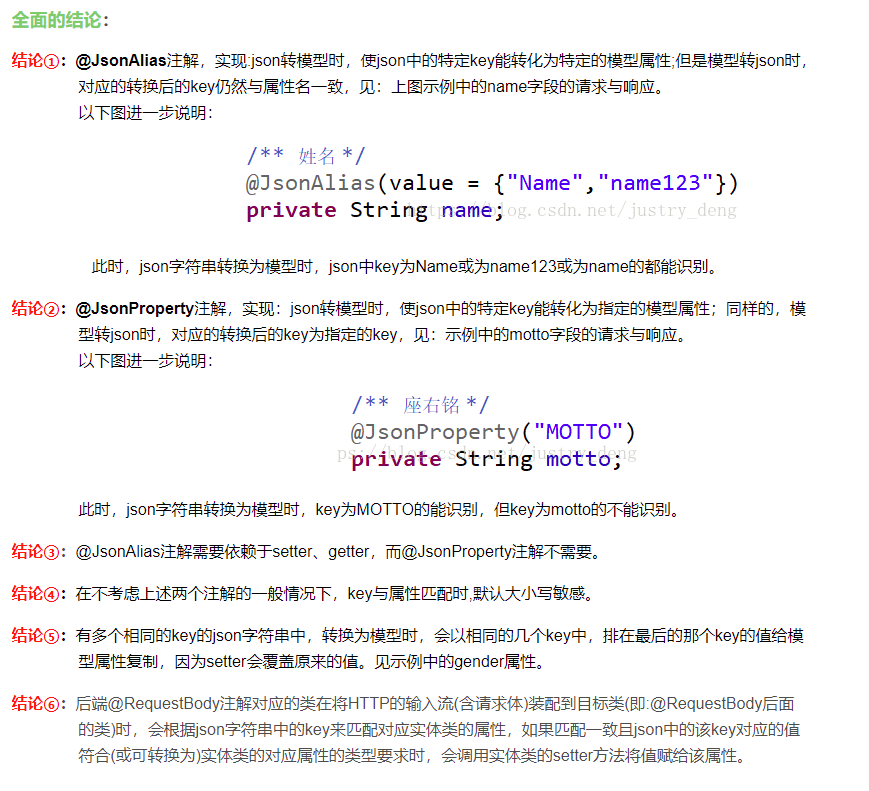 全面的结论：
结论①：@JsonAlias注解，实现:json转模型时，使json中的特定key能转化为特定的模型属性;但是模型转json时，
对应的转换后的key仍然与属性名一致，见：上图示例中的name字段的请求与响应。
以下图进一步说明：
/** 姓名 */
@JsonAlias(value = {"Name","name123"})
private String name;
https://blog.csdn.net/justry_deng
此时，json字符串转换为模型时，json中key为Name或为name123或为name的都能识别。
结论②：@JsonProperty注解，实现：json转模型时，使json中的特定key能转化为指定的模型属性；同样的，模
型转json时，对应的转换后的key为指定的key，见：示例中的motto字段的请求与响应。
以下图进一步说明：
/** 座右铭 */
@JsonProperty("MOTTO")
private String motto;
ps://blog.csdn.net/justry_deng
此时，json字符串转换为模型时，key为MOTTO的能识别，但key为motto的不能识别。
结论③：@JsonAlias注解需要依赖于setter、getter，而@JsonProperty注解不需要。
结论④：在不考虑上述两个注解的一般情况下，key与属性匹配时,默认大小写敏感。
结论⑤：有多个相同的key的json字符串中，转换为模型时，会以相同的几个key中，排在最后的那个key的值给模
型属性复制，因为setter会覆盖原来的值。见示例中的gender属性。
结论⑥：后端@RequestBody注解对应的类在将HTTP的输入流(含请求体)装配到目标类(即:@RequestBody后面
的类)时，会根据json字符串中的key来匹配对应实体类的属性，如果匹配一致且json中的该key对应的值
符合(或可转换为)实体类的对应属性的类型要求时，会调用实体类的setter方法将值赋给该属性。